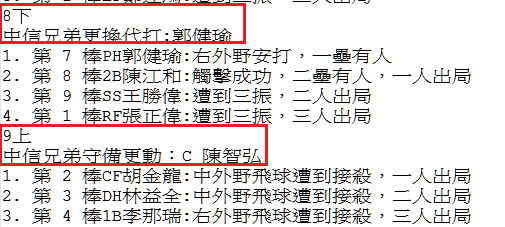 8下
中信兄弟更換代打:郭健瑜
1. 第 7 棒PH郭健瑜:右外野安打，一壘有人
2. 第 8 棒2B陳江和:觸擊成功，二壘有人，一人出局
3. 第 9 棒SS王勝偉:遭到三振，二人出局
4. 第 1 棒RF張正偉:遭到三振，三人出局
9上
中信兄弟守備更動：C 陳智弘
1. 第 2 棒CF胡金龍:中外野飛球遭到接殺，一人出局
2. 第 3 棒DH林益全:中外野飛球遭到接殺，二人出局
3. 第 4 棒1B李那瑞:右外野飛球遭到接殺，三人出局